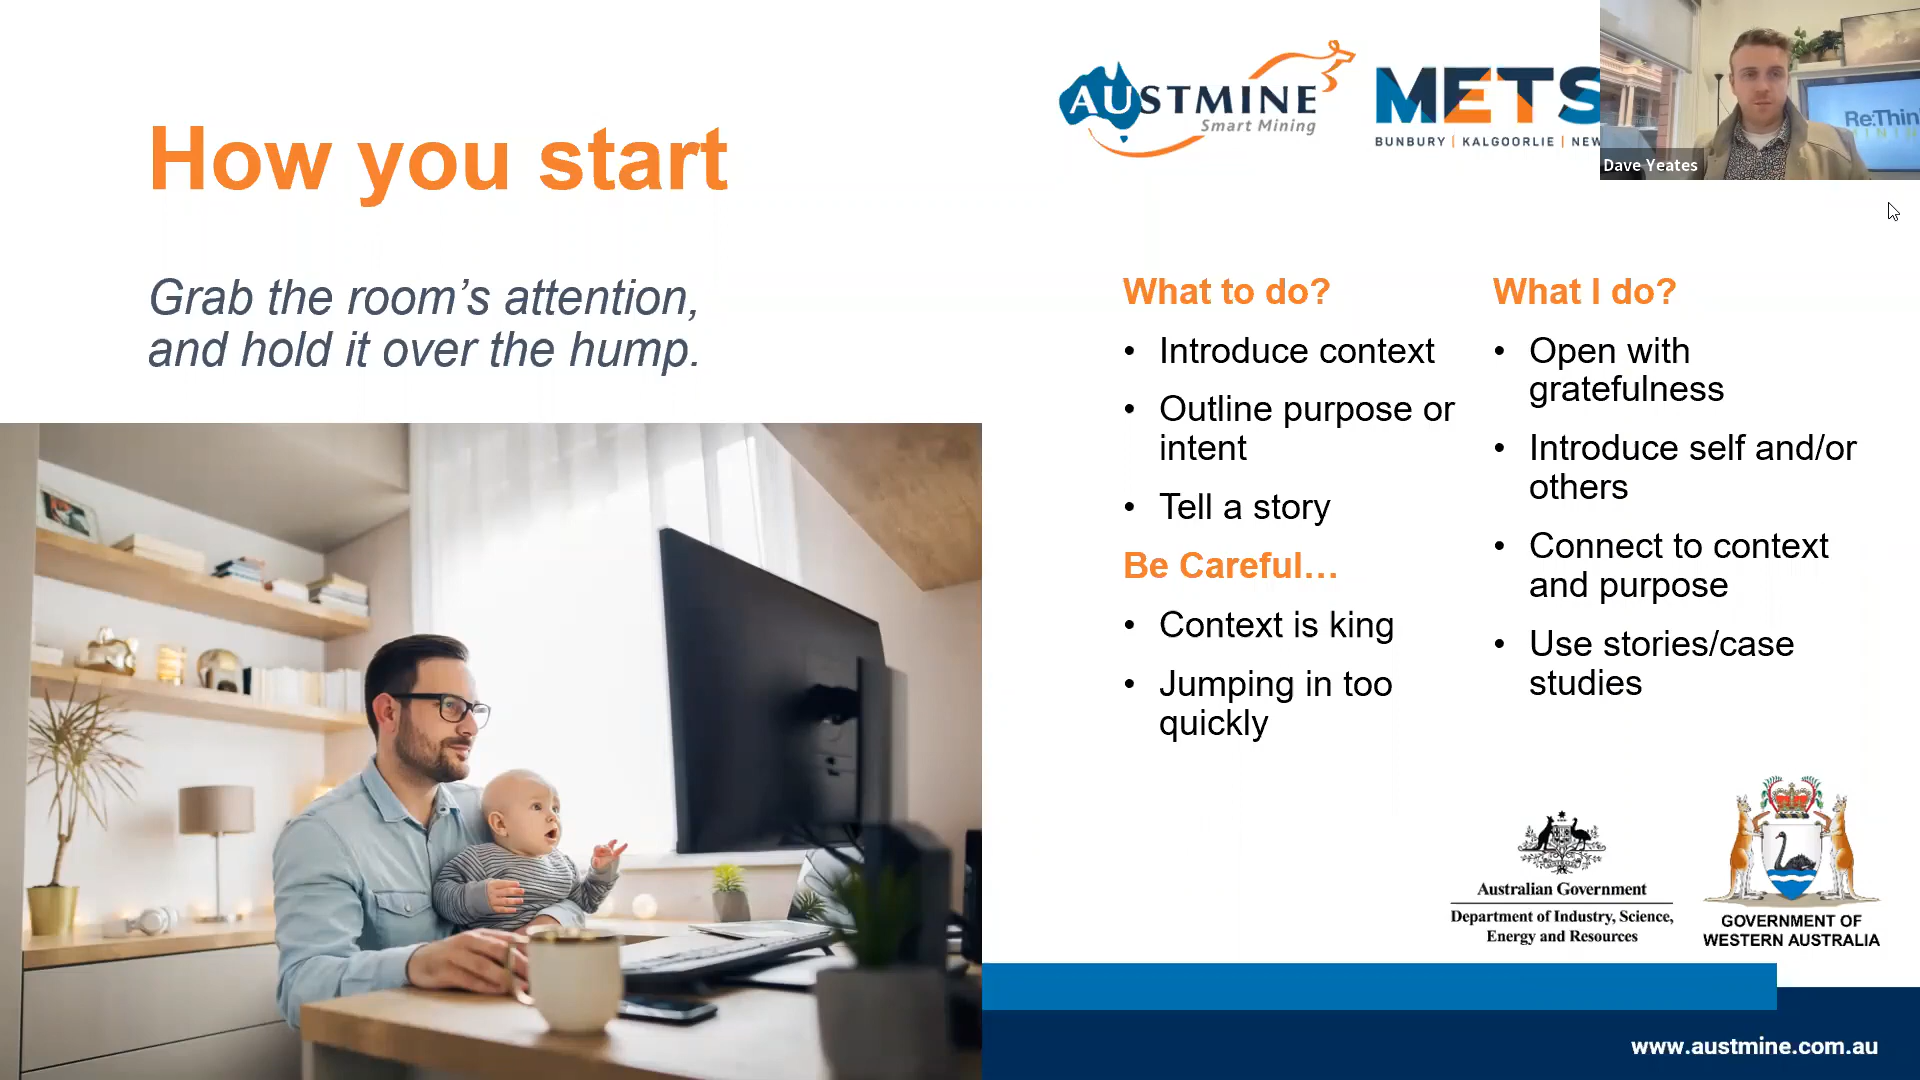 How you start
Grab the room's attention,
and hold it over the hump.
AUSTMINE
Smart Mining
METS
BUNBURY | KALGOORLIE | NEW
Dave Yeates
What to do?
• Introduce context
• Outline purpose or
intent
• Tell a story
Be Careful…
• Context is king
• Jumping in too
quickly
What I do?
• Open with
gratefulness
• Introduce self and/or
others
• Connect to context
and purpose
• Use stories/case
studies
Australian Government
Department of Industry, Science,
Energy and Resources
GOVERNMENT OF
WESTERN AUSTRALIA
www.austmine.com.au